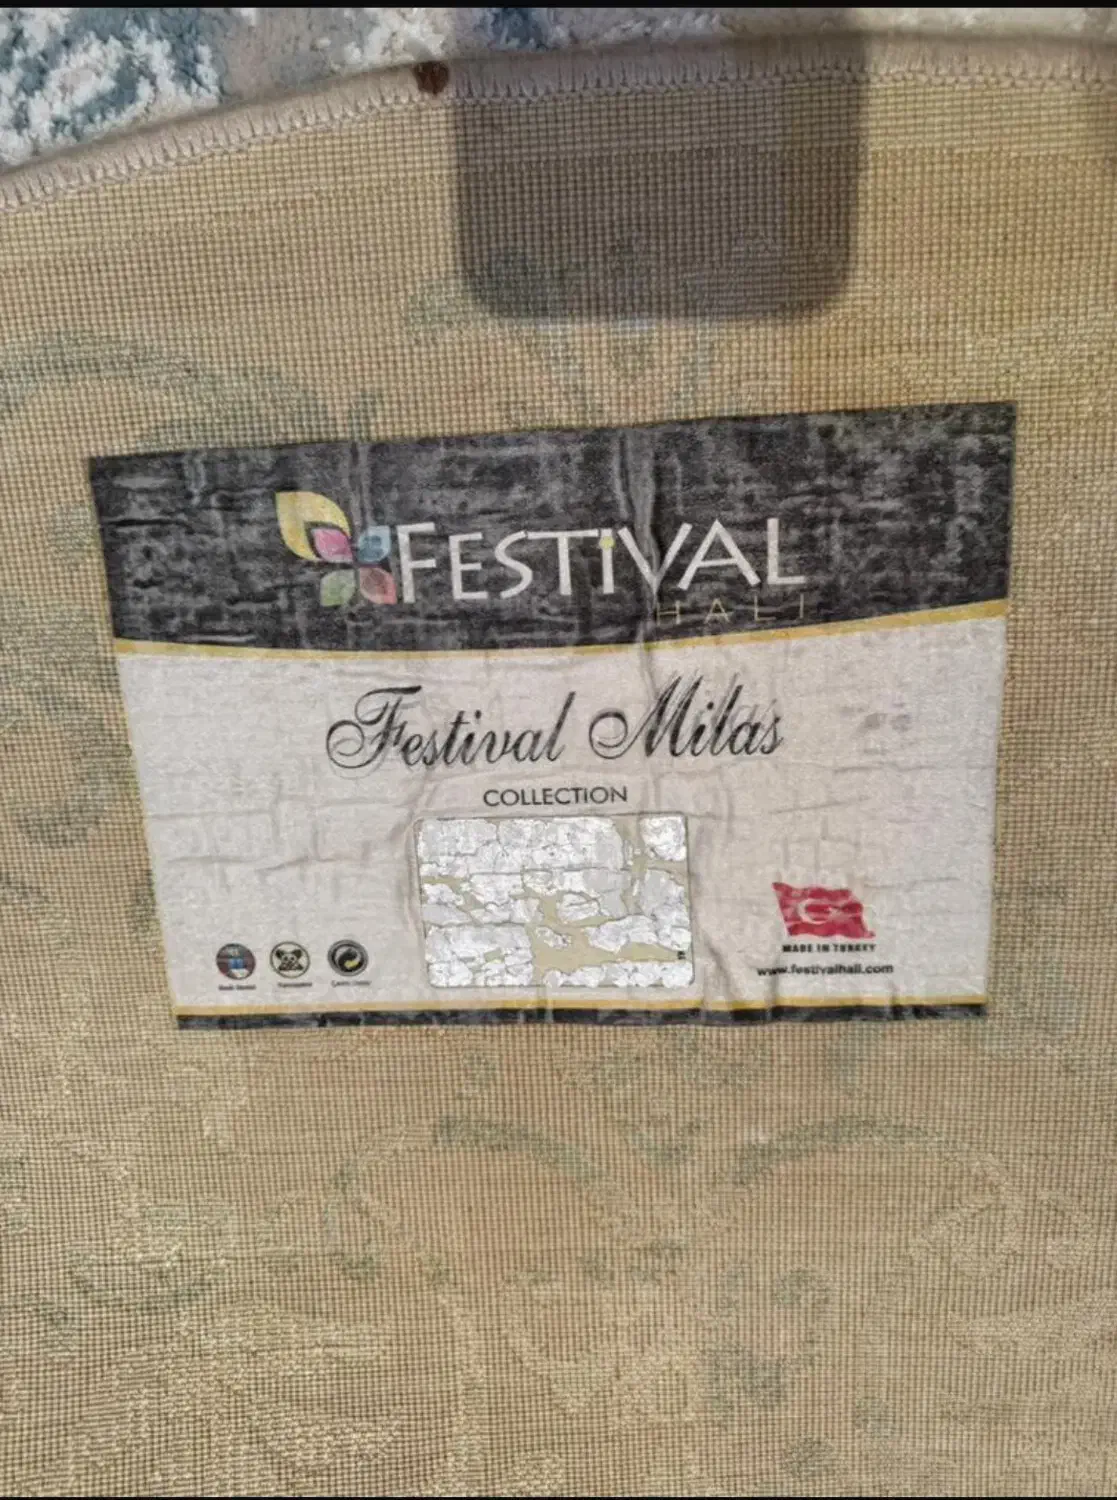 FESTiVAL
HALI
Festival Milas
COLLECTION
MADE IN TURKEY
www.festivalhali.com